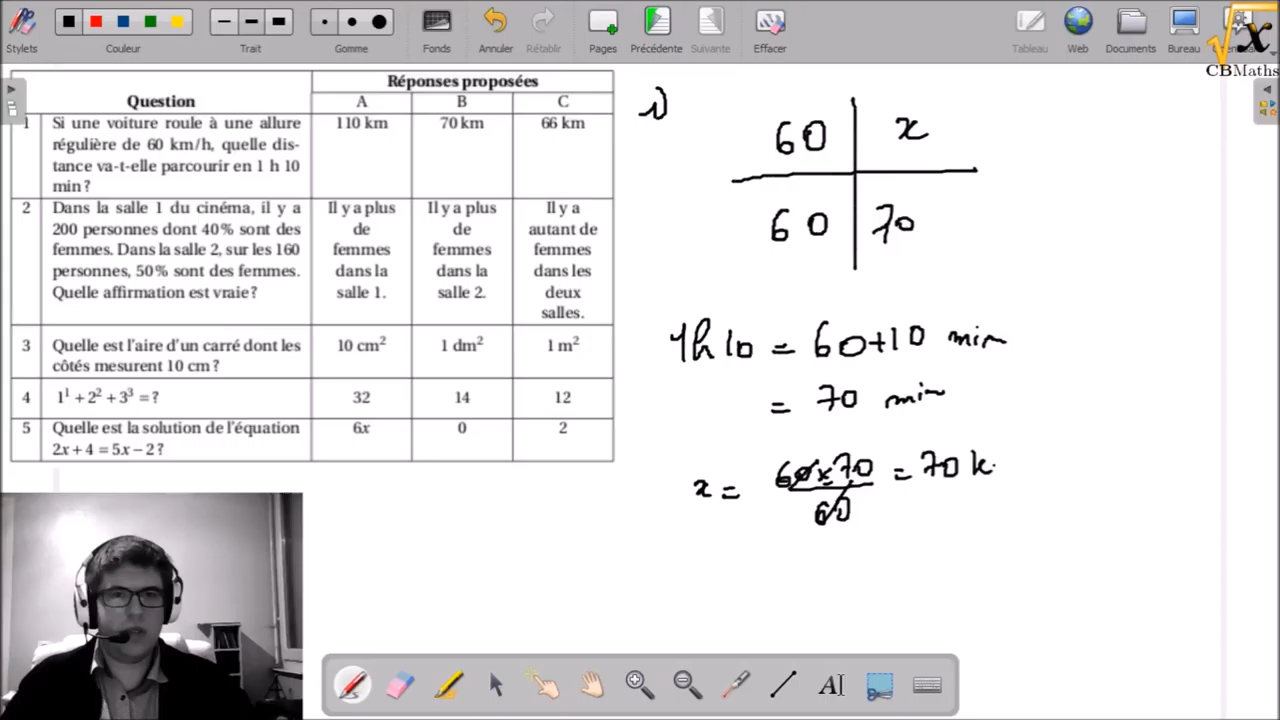 Stylets Couleur Trait Gomme Fonds Annuler Rétablir Pages Précédente Suivante Effacer Tableau Web Documents Bureau
CBMaths
Réponses proposées
Question A B C
1 Si une voiture roule à une allure régulière de 60 km/h, quelle dis-
tance va-t-elle parcourir en 1 h 10
min ?
110 km 70 km 66 km
2 Dans la salle 1 du cinéma, il y a
200 personnes dont 40% sont des
femmes. Dans la salle 2, sur les 160
personnes, 50% sont des femmes.
Quelle affirmation est vraie ?
Il y a plus
de
femmes
dans la
salle 1.
Il y a plus
de
femmes
dans la
salle 2.
Il y a
autant de
femmes
dans les
deux
salles.
3 Quelle est l'aire d'un carré dont les
côtés mesurent 10 cm ?
10 cm² 1 dm² 1 m²
4 1¹ + 2² + 3³ = ? 32 14 12
5 Quelle est la solution de l'équation
2x + 4 = 5x − 2 ?
6x 0 2
1)
60 x
60 70
1h10 = 60+10 min
= 70 min
x = 60×70/60 = 70 k
AI